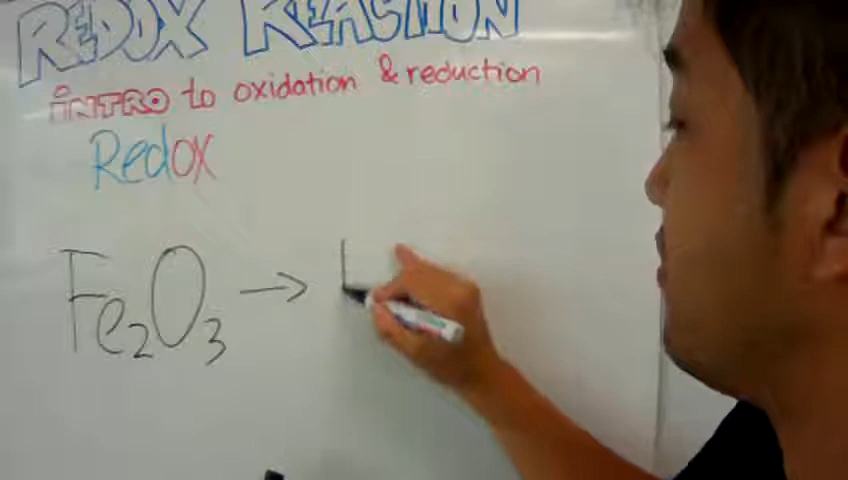 REDOX REACTION
INTRO to oxidation & reduction
Redox
Fe₂O₃ →